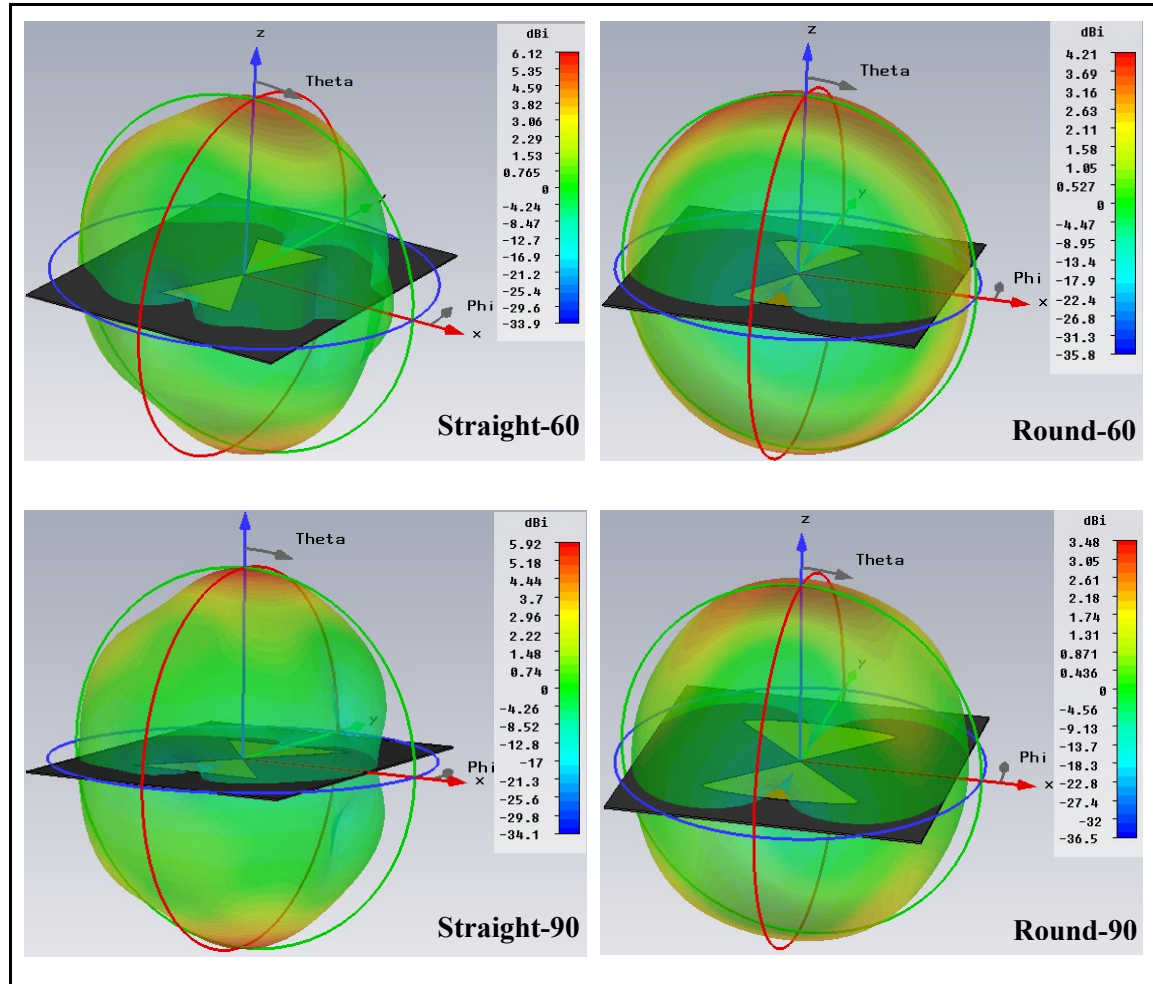 dBi
6.12
5.35
4.59
3.82
3.06
2.29
1.53
0.765
0
-4.24
-8.47
-12.7
-16.9
-21.2
-25.4
-29.6
-33.9
z
Theta
y
Phi
x
Straight-60
dBi
4.21
3.69
3.16
2.63
2.11
1.58
1.05
0.527
0
-4.47
-8.95
-13.4
-17.9
-22.4
-26.8
-31.3
-35.8
z
Theta
y
Phi
x
Round-60
dBi
5.92
5.18
4.44
3.7
2.96
2.22
1.48
0.74
0
-4.26
-8.52
-12.8
-17
-21.3
-25.6
-29.8
-34.1
Theta
y
Phi
x
Straight-90
dBi
3.48
3.05
2.61
2.18
1.74
1.31
0.871
0.436
0
-4.56
-9.13
-13.7
-18.3
-22.8
-27.4
-32
-36.5
z
Theta
y
Phi
x
Round-90